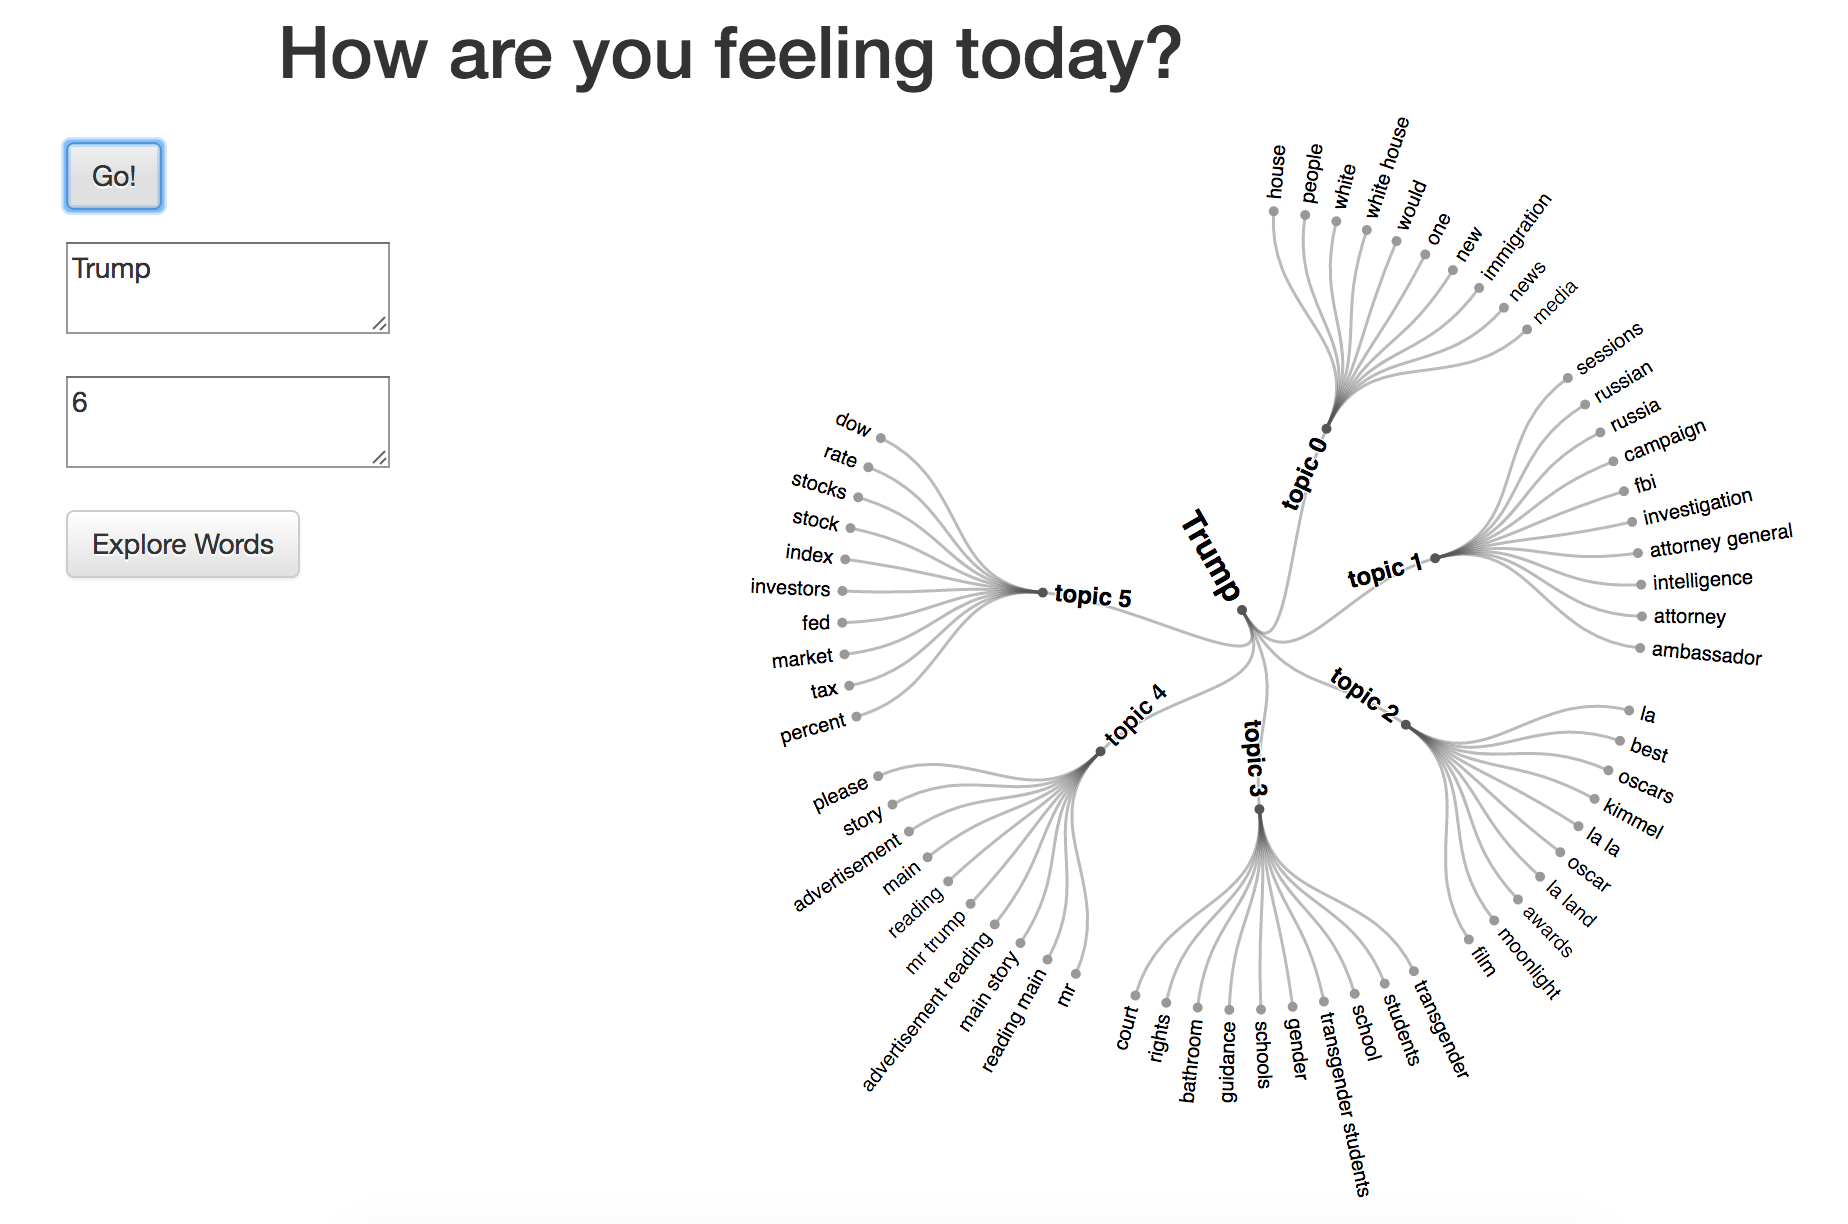 How are you feeling today?
Go!
Trump
6
Explore Words
Trump
topic 0
house
people
white
white house
would
one
new
immigration
news
media
topic 1
sessions
russian
russia
campaign
fbi
investigation
attorney general
intelligence
attorney
ambassador
topic 2
la
best
oscars
kimmel
la la
oscar
la land
awards
moonlight
film
topic 3
transgender
students
school
transgender students
gender
schools
guidance
bathroom
rights
court
topic 4
mr
reading main
main story
advertisement reading
mr trump
reading
main
advertisement
story
please
topic 5
percent
tax
market
fed
investors
index
stock
stocks
rate
dow